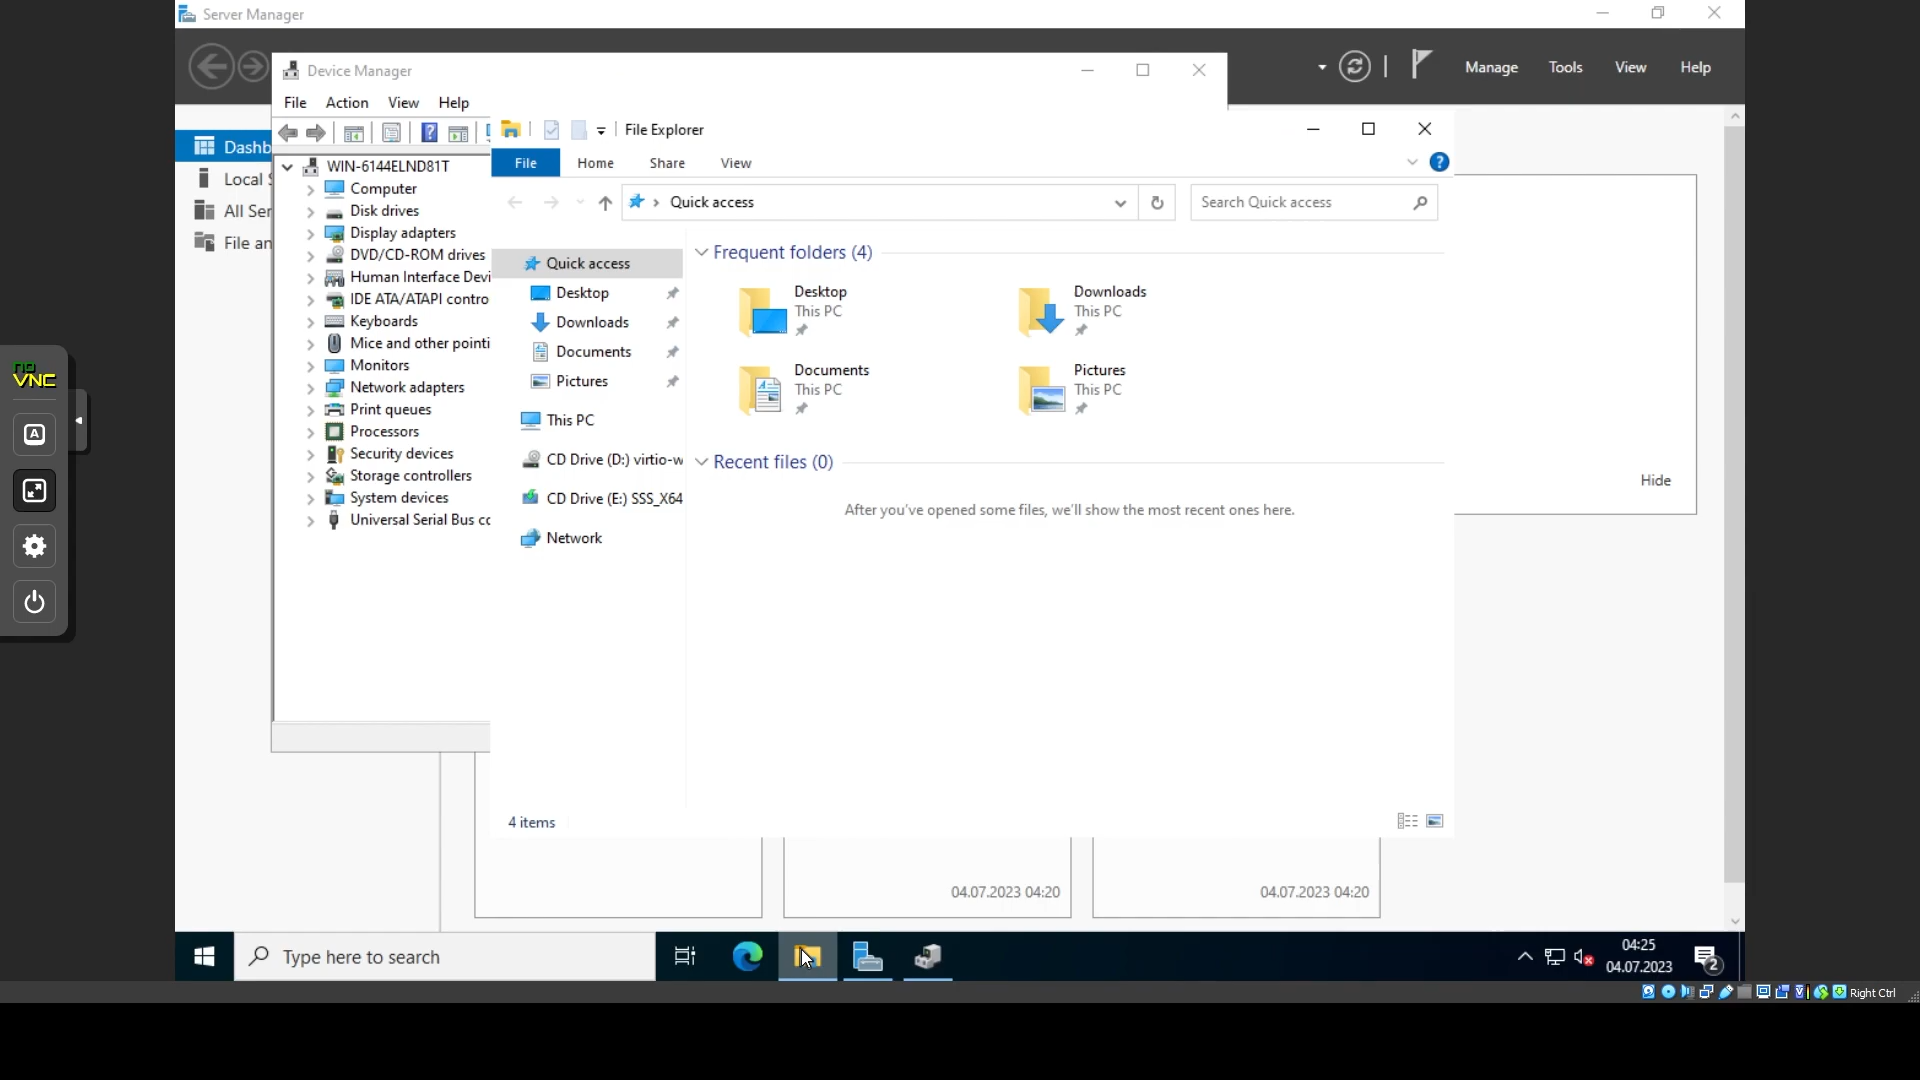 Server Manager
Manage
Tools
View
Help
Dashb
Local S
All Ser
File an
Device Manager
File
Action
View
Help
WIN-6144ELND81T
Computer
Disk drives
Display adapters
DVD/CD-ROM drives
Human Interface Devi
IDE ATA/ATAPI contro
Keyboards
Mice and other pointi
Monitors
Network adapters
Print queues
Processors
Security devices
Storage controllers
System devices
Universal Serial Bus co
File Explorer
File
Home
Share
View
Quick access
Search Quick access
Quick access
Desktop
Downloads
Documents
Pictures
This PC
CD Drive (D:) virtio-w
CD Drive (E:) SSS_X64
Network
Frequent folders (4)
Desktop
This PC
Downloads
This PC
Documents
This PC
Pictures
This PC
Recent files (0)
After you've opened some files, we'll show the most recent ones here.
4 items
Hide
04.07.2023 04:20
04.07.2023 04:20
no
VNC
A
Type here to search
04:25
04.07.2023
2
Right Ctrl